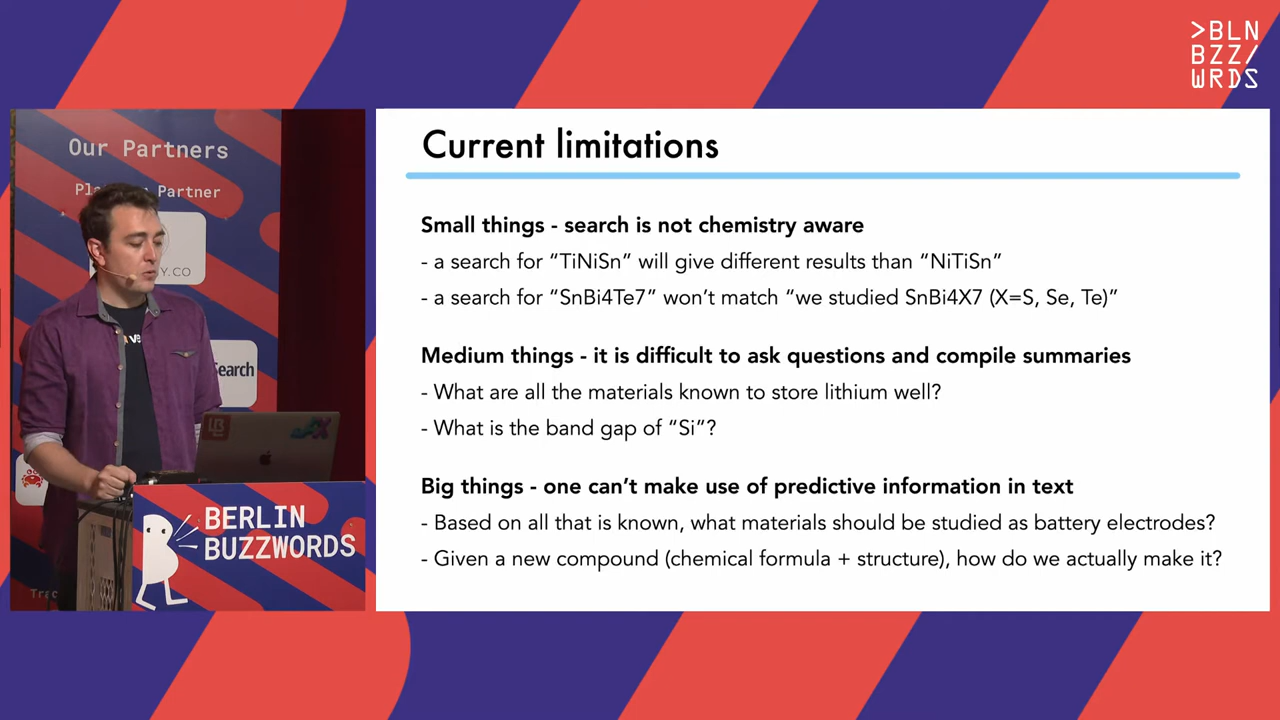 >BLN
BZZ/
WRDS
Our Partners
Partner
Y.CO
earch
BERLIN
BUZZWORDS
Current limitations
Small things - search is not chemistry aware
- a search for “TiNiSn” will give different results than “NiTiSn”
- a search for “SnBi4Te7” won’t match “we studied SnBi4X7 (X=S, Se, Te)”
Medium things - it is difficult to ask questions and compile summaries
- What are all the materials known to store lithium well?
- What is the band gap of “Si”?
Big things - one can’t make use of predictive information in text
- Based on all that is known, what materials should be studied as battery electrodes?
- Given a new compound (chemical formula + structure), how do we actually make it?